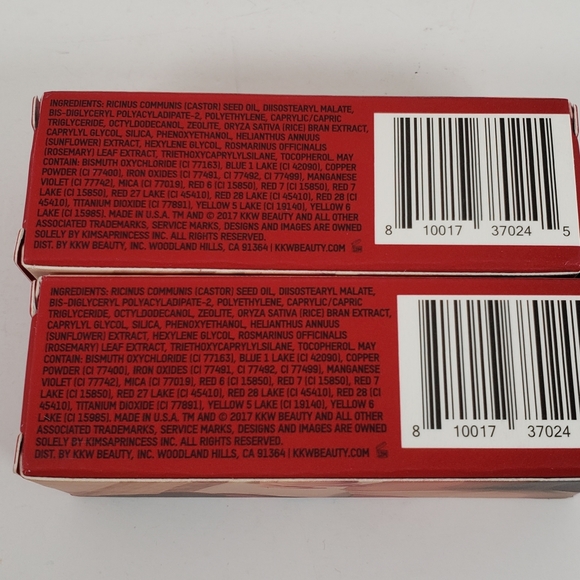 INGREDIENTS: RICINUS COMMUNIS (CASTOR) SEED OIL, DIISOSTEARYL MALATE,
BIS-DIGLYCERYL POLYACYLADIPATE-2, POLYETHYLENE, CAPRYLIC/CAPRIC
TRIGLYCERIDE, OCTYLDODECANOL, ZEOLITE, ORYZA SATIVA (RICE) BRAN EXTRACT,
CAPRYLYL GLYCOL, SILICA, PHENOXYETHANOL, HELIANTHUS ANNUUS
(SUNFLOWER) EXTRACT, HEXYLENE GLYCOL, ROSMARINUS OFFICINALIS
(ROSEMARY) LEAF EXTRACT, TRIETHOXYCAPRYLYLSILANE, TOCOPHEROL. MAY
CONTAIN: BISMUTH OXYCHLORIDE (CI 77163), BLUE 1 LAKE (CI 42090), COPPER
POWDER (CI 77400), IRON OXIDES (CI 77491, CI 77492, CI 77499), MANGANESE
VIOLET (CI 77742), MICA (CI 77019), RED 6 (CI 15850), RED 7 (CI 15850), RED 7
LAKE (CI 15850), RED 27 LAKE (CI 45410), RED 28 LAKE (CI 45410), RED 28 (CI
45410), TITANIUM DIOXIDE (CI 77891), YELLOW 5 LAKE (CI 19140), YELLOW 6
LAKE (CI 15985). MADE IN U.S.A. TM AND © 2017 KKW BEAUTY AND ALL OTHER
ASSOCIATED TRADEMARKS, SERVICE MARKS, DESIGNS AND IMAGES ARE OWNED
SOLELY BY KIMSAPRINCESS INC. ALL RIGHTS RESERVED.
DIST. BY KKW BEAUTY, INC. WOODLAND HILLS, CA 91364 | KKWBEAUTY.COM
8 10017 37024 5
INGREDIENTS: RICINUS COMMUNIS (CASTOR) SEED OIL, DIISOSTEARYL MALATE,
BIS-DIGLYCERYL POLYACYLADIPATE-2, POLYETHYLENE, CAPRYLIC/CAPRIC
TRIGLYCERIDE, OCTYLDODECANOL, ZEOLITE, ORYZA SATIVA (RICE) BRAN EXTRACT,
CAPRYLYL GLYCOL, SILICA, PHENOXYETHANOL, HELIANTHUS ANNUUS
(SUNFLOWER) EXTRACT, HEXYLENE GLYCOL, ROSMARINUS OFFICINALIS
(ROSEMARY) LEAF EXTRACT, TRIETHOXYCAPRYLYLSILANE, TOCOPHEROL. MAY
CONTAIN: BISMUTH OXYCHLORIDE (CI 77163), BLUE 1 LAKE (CI 42090), COPPER
POWDER (CI 77400), IRON OXIDES (CI 77491, CI 77492, CI 77499), MANGANESE
VIOLET (CI 77742), MICA (CI 77019), RED 6 (CI 15850), RED 7 (CI 15850), RED 7
LAKE (CI 15850), RED 27 LAKE (CI 45410), RED 28 LAKE (CI 45410), RED 28 (CI
45410), TITANIUM DIOXIDE (CI 77891), YELLOW 5 LAKE (CI 19140), YELLOW 6
LAKE (CI 15985). MADE IN U.S.A. TM AND © 2017 KKW BEAUTY AND ALL OTHER
ASSOCIATED TRADEMARKS, SERVICE MARKS, DESIGNS AND IMAGES ARE OWNED
SOLELY BY KIMSAPRINCESS INC. ALL RIGHTS RESERVED.
DIST. BY KKW BEAUTY, INC. WOODLAND HILLS, CA 91364 | KKWBEAUTY.COM
8 10017 37024